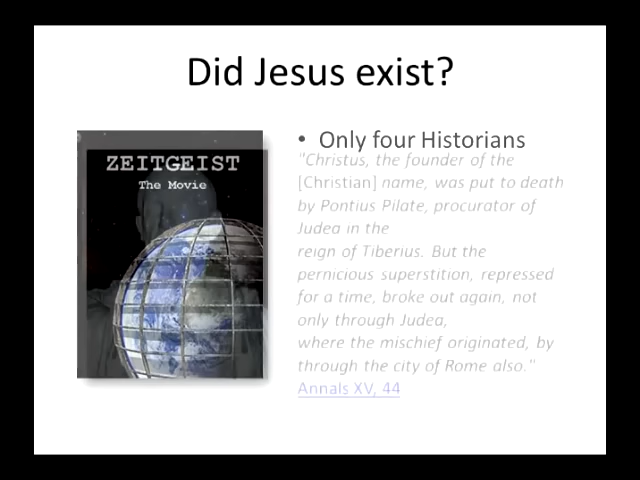 Did Jesus exist?
ZEITGEIST
The Movie
• Only four Historians
"Christus, the founder of the
[Christian] name, was put to death
by Pontius Pilate, procurator of
Judea in the
reign of Tiberius. But the
pernicious superstition, repressed
for a time, broke out again, not
only through Judea,
where the mischief originated, by
through the city of Rome also."
Annals XV, 44